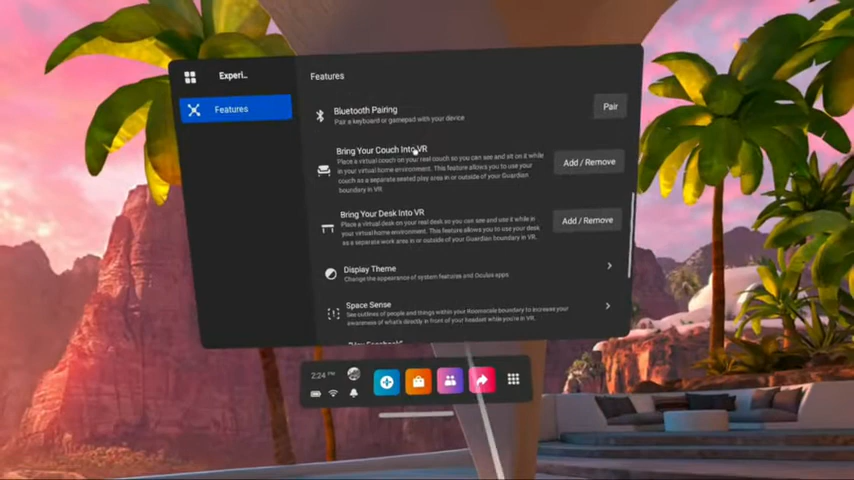 Experi...
Features
Features
Bluetooth Pairing
Pair a keyboard or gamepad with your device
Pair
Bring Your Couch Into VR
Place a virtual couch on your real couch so you can see and sit on it while
in your virtual home environment. This feature allows you to use your
couch as a separate seated play area in or outside of your Guardian
boundary in VR.
Add / Remove
Bring Your Desk Into VR
Place a virtual desk on your real desk so you can see and use it while in
your virtual home environment. This feature allows you to use your desk
as a separate work area in or outside of your Guardian boundary in VR.
Add / Remove
Display Theme
Change the appearance of system features and Oculus apps
Space Sense
See outlines of people and things within your Roomscale boundary to increase your
awareness of what's directly in front of your headset while you're in VR.
2:24 PM